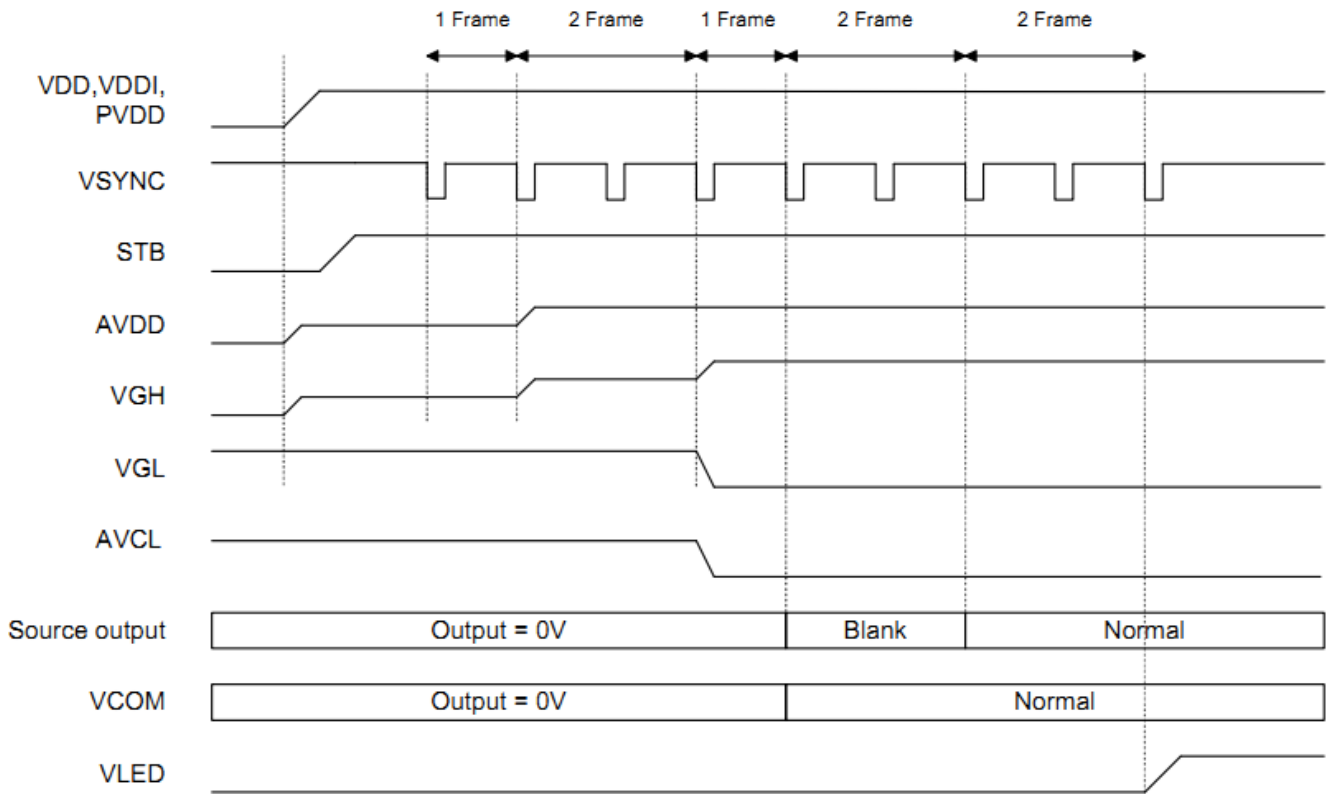 1 Frame 2 Frame 1 Frame 2 Frame 2 Frame
VDD,VDDI,
PVDD
VSYNC
STB
AVDD
VGH
VGL
AVCL
Source output Output = 0V Blank Normal
VCOM Output = 0V Normal
VLED